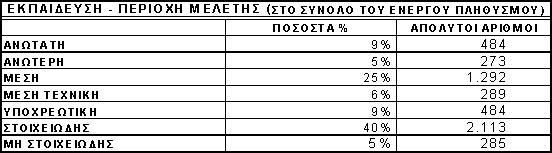 ΕΚΠΑΙΔΕΥΣΗ - ΠΕΡΙΟΧΗ ΜΕΛΕΤΗΣ (ΣΤΟ ΣΥΝΟΛΟ ΤΟΥ ΕΝΕΡΓΟΥ ΠΛΗΘΥΣΜΟΥ)
ΠΟΣΟΣΤΑ % ΑΠΟΛΥΤΟΙ ΑΡΙΘΜΟΙ
ΑΝΩΤΑΤΗ 9% 484
ΑΝΩΤΕΡΗ 5% 273
ΜΕΣΗ 25% 1.292
ΜΕΣΗ ΤΕΧΝΙΚΗ 6% 289
ΥΠΟΧΡΕΩΤΙΚΗ 9% 484
ΣΤΟΙΧΕΙΩΔΗΣ 40% 2.113
ΜΗ ΣΤΟΙΧΕΙΩΔΗΣ 5% 285